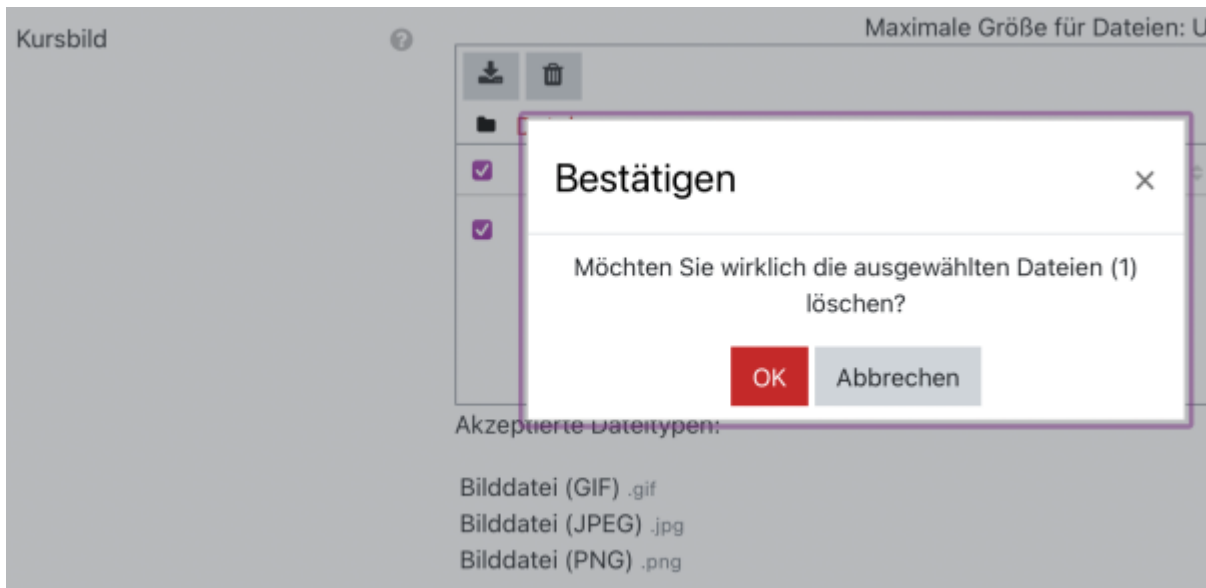 Maximale Größe für Dateien:
Kursbild
Bestätigen
Möchten Sie wirklich die ausgewählten Dateien (1)
löschen?
OK Abbrechen
Akzeptierte Dateitypen:
Bilddatei (GIF) .gif
Bilddatei (JPEG) .jpg
Bilddatei (PNG) .png